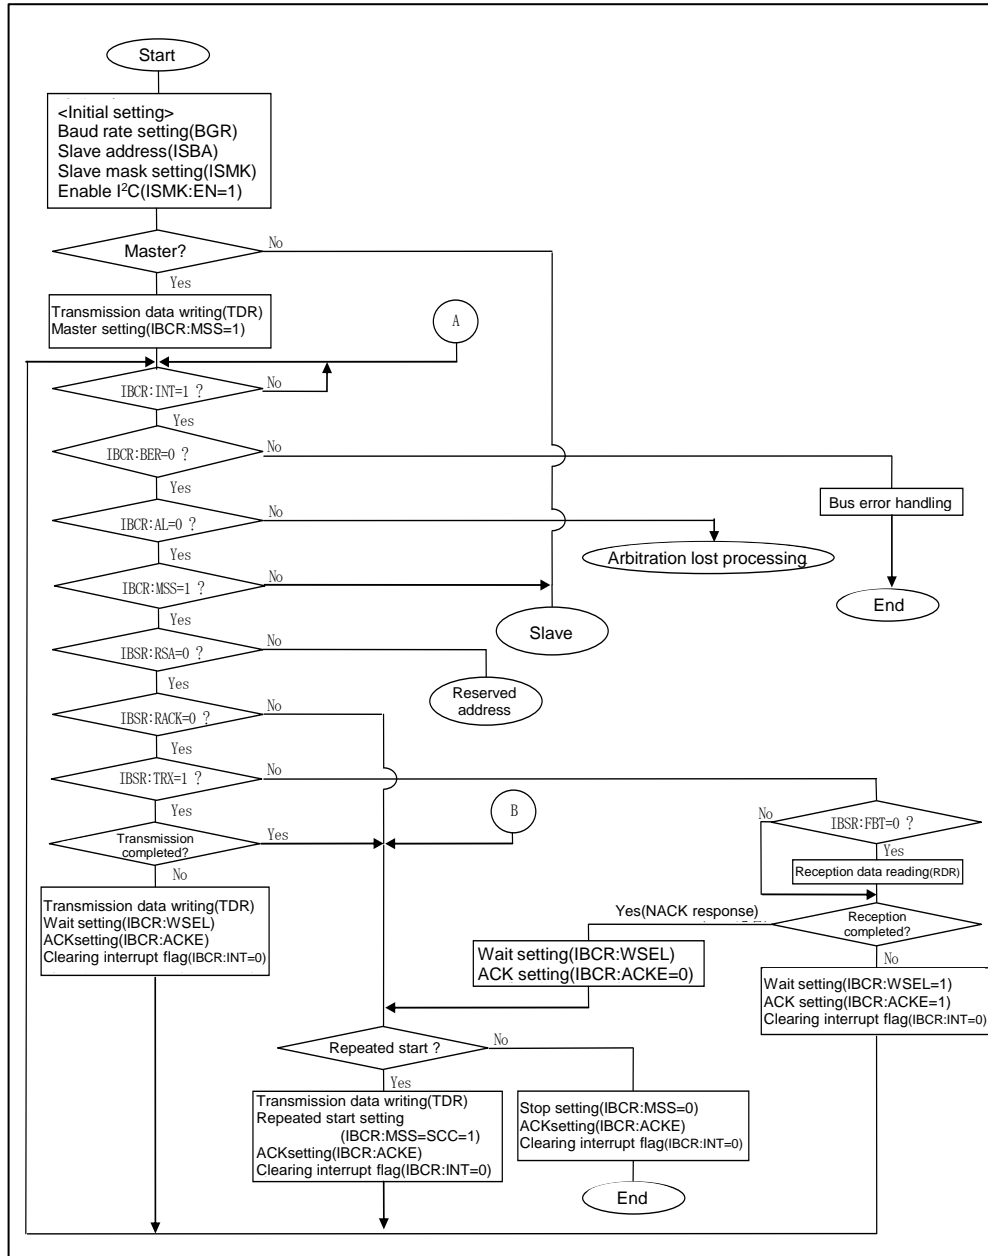 Start
<Initial setting>
Baud rate setting(BGR)
Slave address(ISBA)
Slave mask setting(ISMK)
Enable I²C(ISMK:EN=1)
Master?
No
Yes
Transmission data writing(TDR)
Master setting(IBCR:MSS=1)
A
IBCR:INT=1 ?
No
Yes
IBCR:BER=0 ?
No
Yes
Bus error handling
IBCR:AL=0 ?
No
Yes
Arbitration lost processing
IBCR:MSS=1 ?
No
Yes
End
Slave
IBSR:RSA=0 ?
No
Yes
Reserved
address
IBSR:RACK=0 ?
No
Yes
IBSR:TRX=1 ?
No
Yes
B
No
IBSR:FBT=0 ?
Yes
Transmission
completed?
Yes
No
Reception data reading(RDR)
Transmission data writing(TDR)
Wait setting(IBCR:WSEL)
ACKsetting(IBCR:ACKE)
Clearing interrupt flag(IBCR:INT=0)
Yes(NACK response)
Reception
completed?
No
Wait setting(IBCR:WSEL)
ACK setting(IBCR:ACKE=0)
Wait setting(IBCR:WSEL=1)
ACK setting(IBCR:ACKE=1)
Clearing interrupt flag(IBCR:INT=0)
Repeated start ?
No
Yes
Transmission data writing(TDR)
Repeated start setting
(IBCR:MSS=SCC=1)
ACKsetting(IBCR:ACKE)
Clearing interrupt flag(IBCR:INT=0)
Stop setting(IBCR:MSS=0)
ACKsetting(IBCR:ACKE)
Clearing interrupt flag(IBCR:INT=0)
End